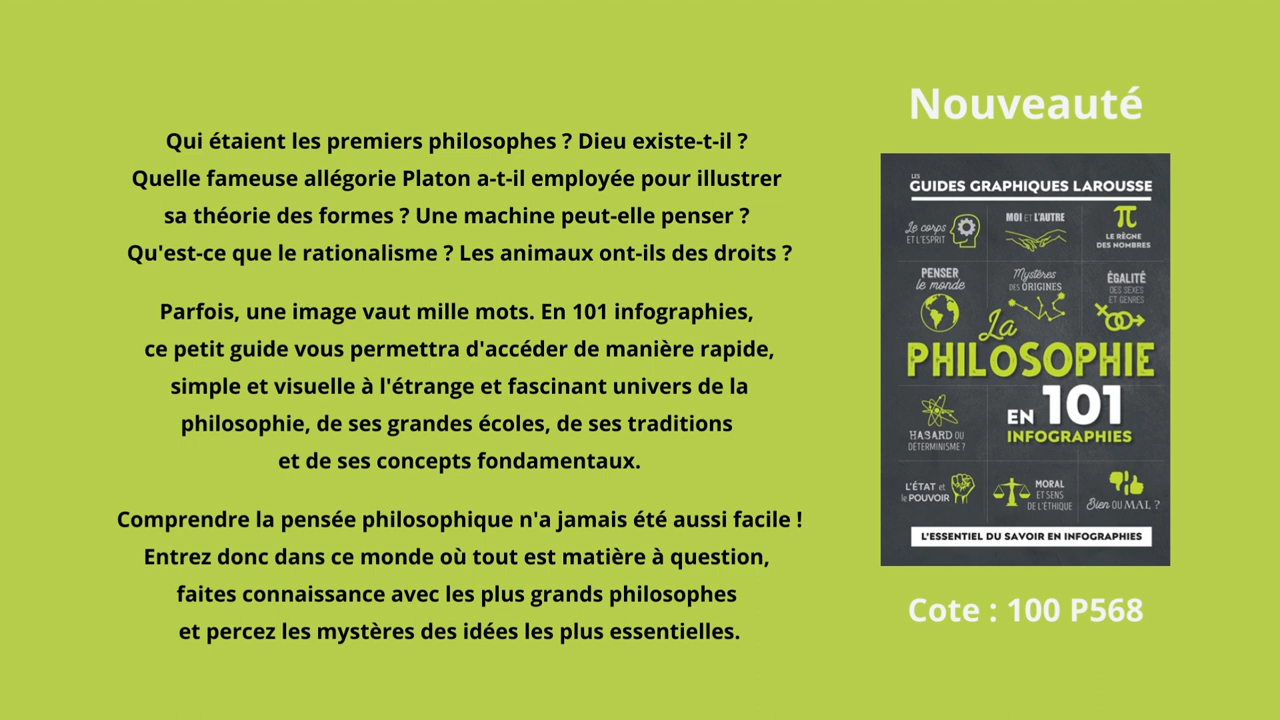 Qui étaient les premiers philosophes ? Dieu existe-t-il ?
Quelle fameuse allégorie Platon a-t-il employée pour illustrer
sa théorie des formes ? Une machine peut-elle penser ?
Qu'est-ce que le rationalisme ? Les animaux ont-ils des droits ?
Parfois, une image vaut mille mots. En 101 infographies,
ce petit guide vous permettra d'accéder de manière rapide,
simple et visuelle à l'étrange et fascinant univers de la
philosophie, de ses grandes écoles, de ses traditions
et de ses concepts fondamentaux.
Comprendre la pensée philosophique n'a jamais été aussi facile !
Entrez donc dans ce monde où tout est matière à question,
faites connaissance avec les plus grands philosophes
et percez les mystères des idées les plus essentielles.
Nouveauté
LES
GUIDES GRAPHIQUES LAROUSSE
Le corps
ET L'ESPRIT
MOI ET L'AUTRE
π
LE RÈGNE
DES NOMBRES
PENSER
le monde
Mystères
DES ORIGINES
ÉGALITÉ
DES SEXES
ET GENRES
La
PHILOSOPHIE
EN 101
INFOGRAPHIES
HASARD OU
DÉTERMINISME ?
L'ÉTAT et
le POUVOIR
MORAL
ET SENS
DE L'ÉTHIQUE
Bien OU MAL ?
L'ESSENTIEL DU SAVOIR EN INFOGRAPHIES
Cote : 100 P568